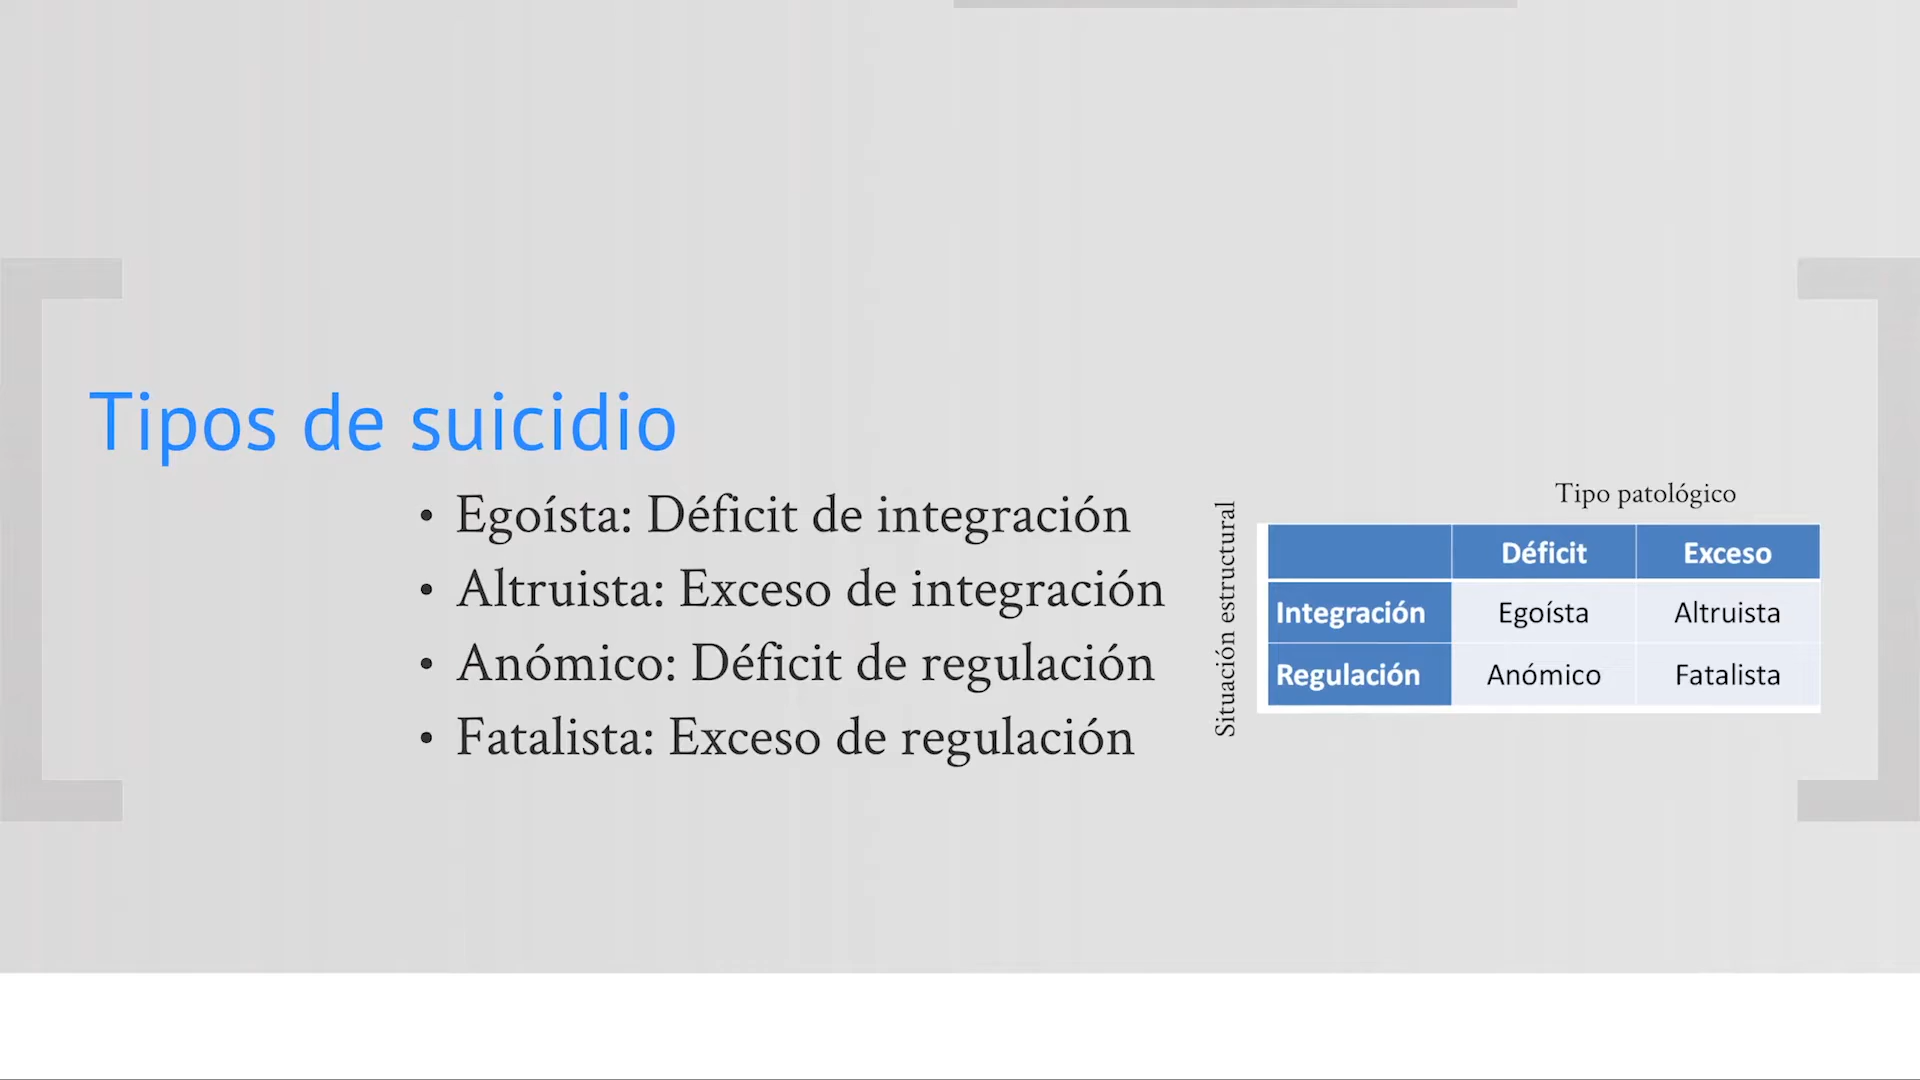 Tipos de suicidio
• Egoísta: Déficit de integración
• Altruista: Exceso de integración
• Anómico: Déficit de regulación
• Fatalista: Exceso de regulación
Tipo patológico
Situación estructural
Déficit Exceso
Integración Egoísta Altruista
Regulación Anómico Fatalista